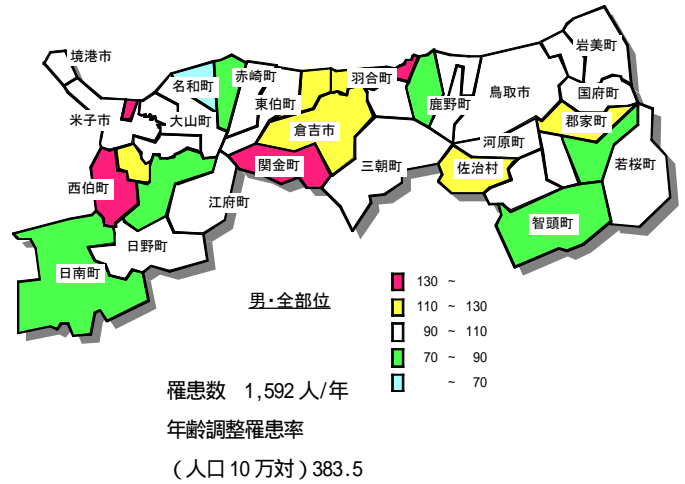 境港市
岩美町
赤崎町
羽合町
名和町
鳥取市
国府町
東伯町
鹿野町
米子市
大山町
倉吉市
郡家町
河原町
関金町
三朝町
佐治村
若桜町
西伯町
江府町
智頭町
日野町
日南町
男・全部位
130 ~
110 ~ 130
90 ~ 110
70 ~ 90
~ 70
罹患数 1,592 人/年
年齢調整罹患率
（人口10万対）383.5